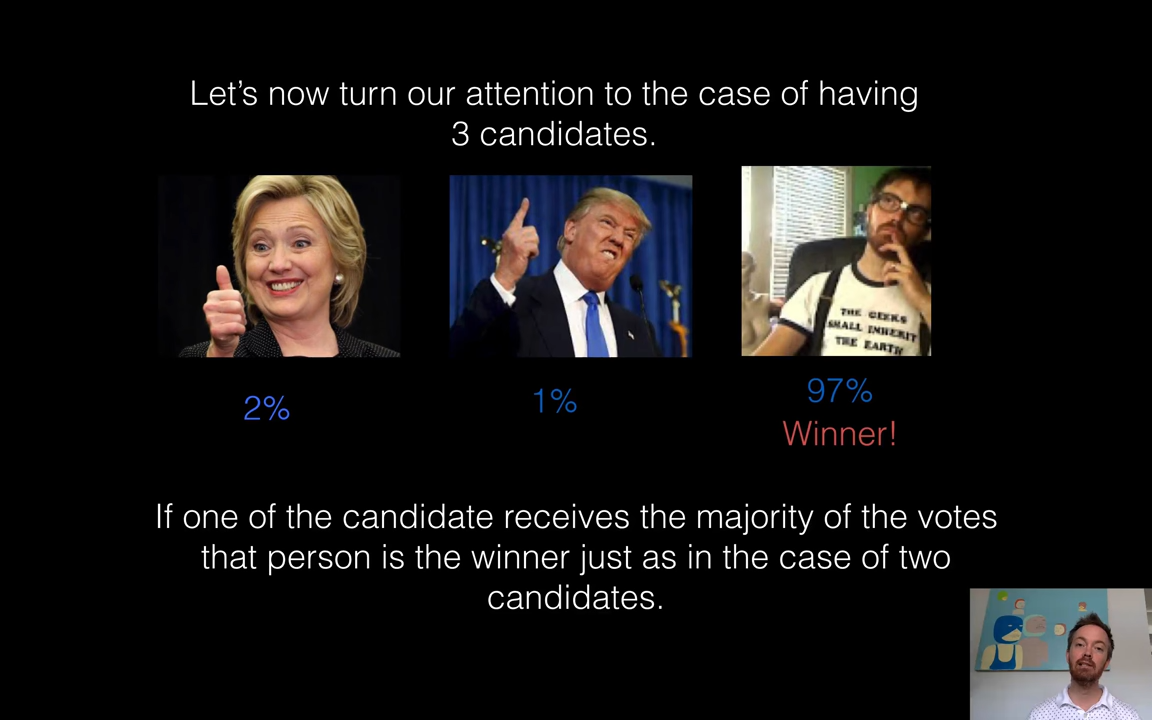 Let's now turn our attention to the case of having
3 candidates.
THE GEEKS
SHALL INHERIT
THE EARTH
2%
1%
97%
Winner!
If one of the candidate receives the majority of the votes
that person is the winner just as in the case of two
candidates.